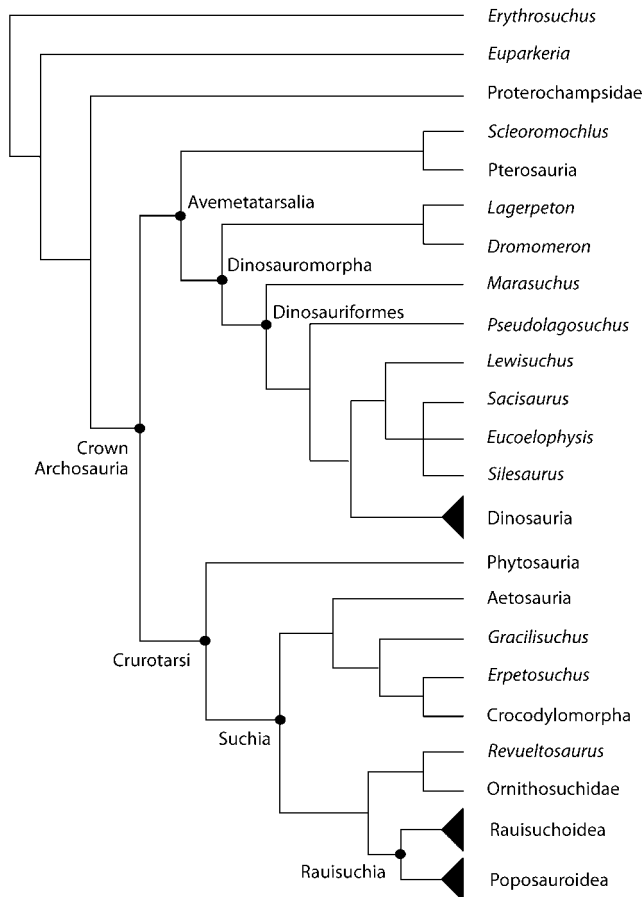 Erythrosuchus
Euparkeria
Proterochampsidae
Scleoromochlus
Pterosauria
Avemetatarsalia
Lagerpeton
Dromomeron
Dinosauromorpha
Marasuchus
Dinosauriformes
Pseudolagosuchus
Lewisuchus
Sacisaurus
Eucoelophysis
Crown
Archosauria
Silesaurus
Dinosauria
Phytosauria
Aetosauria
Gracilisuchus
Crurotarsi
Erpetosuchus
Crocodylomorpha
Suchia
Revueltosaurus
Ornithosuchidae
Rauisuchoidea
Rauisuchia
Poposauroidea